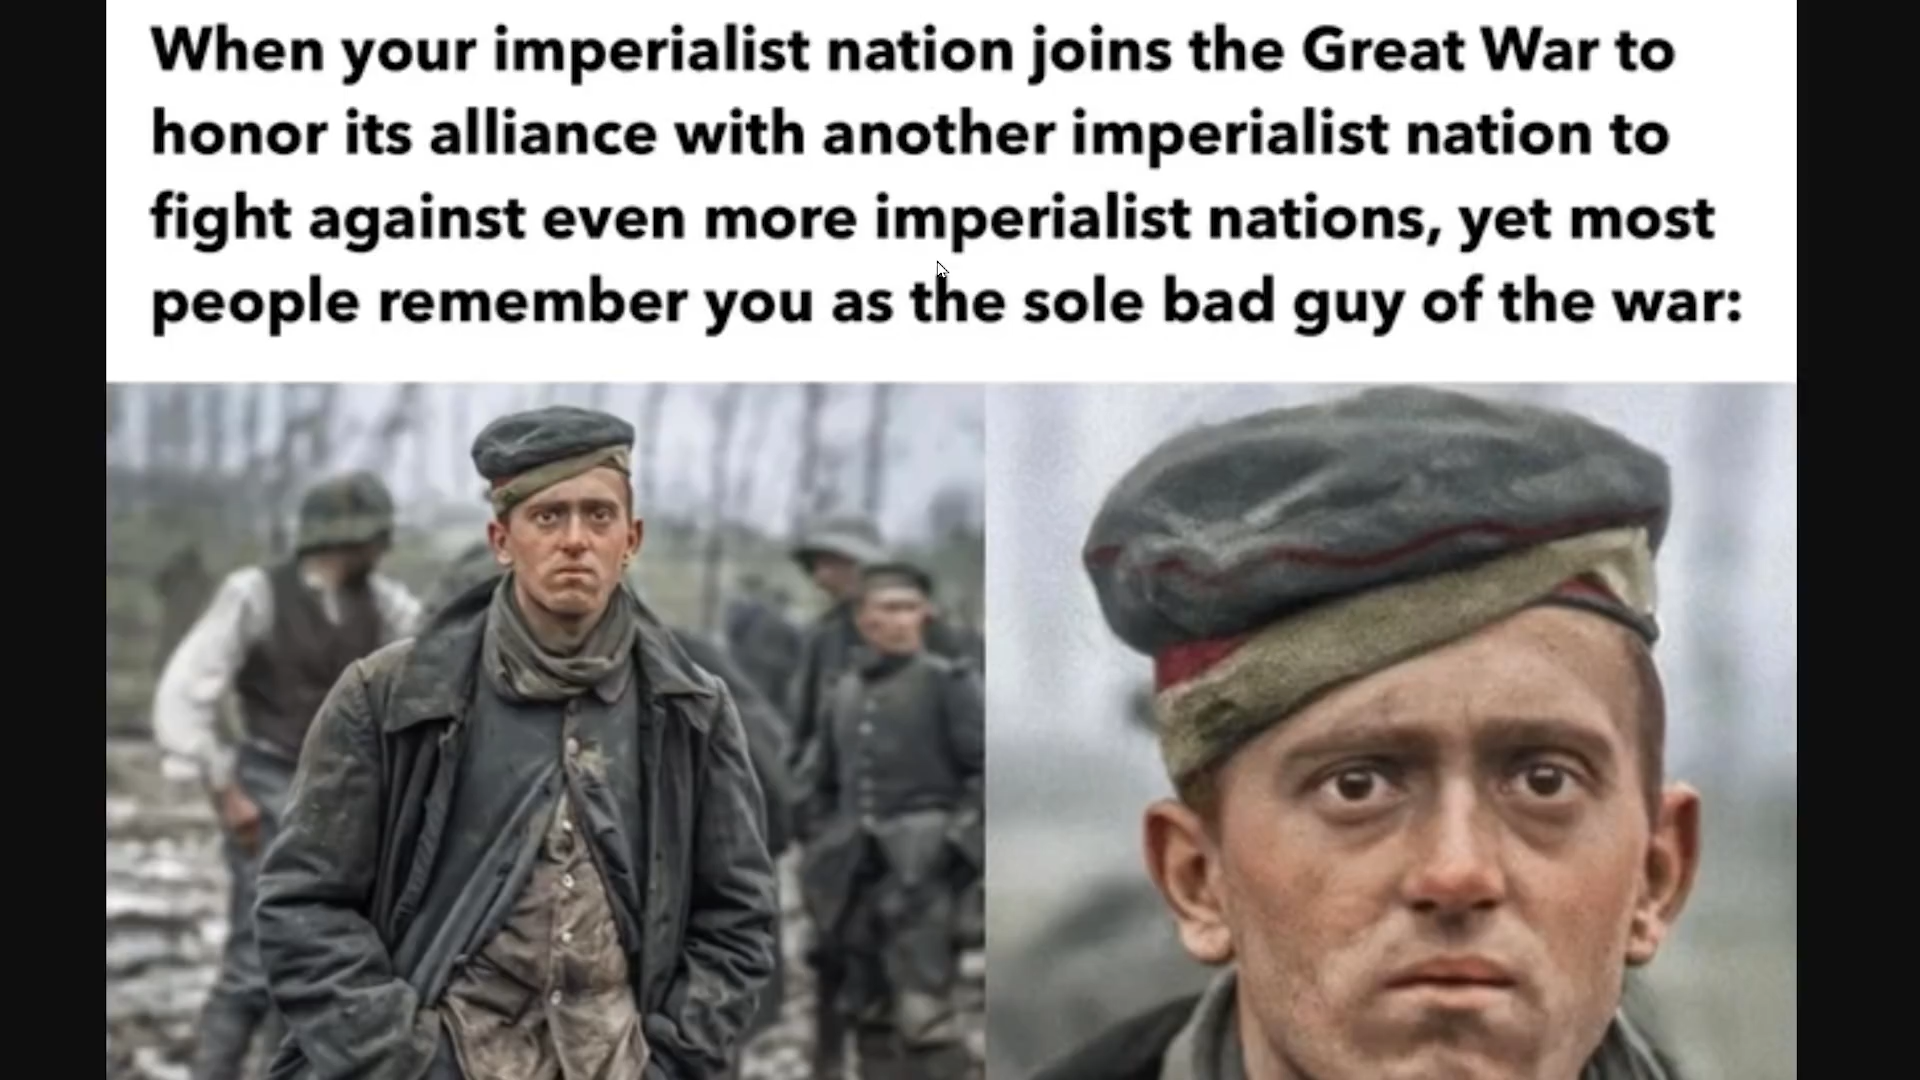 When your imperialist nation joins the Great War to
honor its alliance with another imperialist nation to
fight against even more imperialist nations, yet most
people remember you as the sole bad guy of the war: